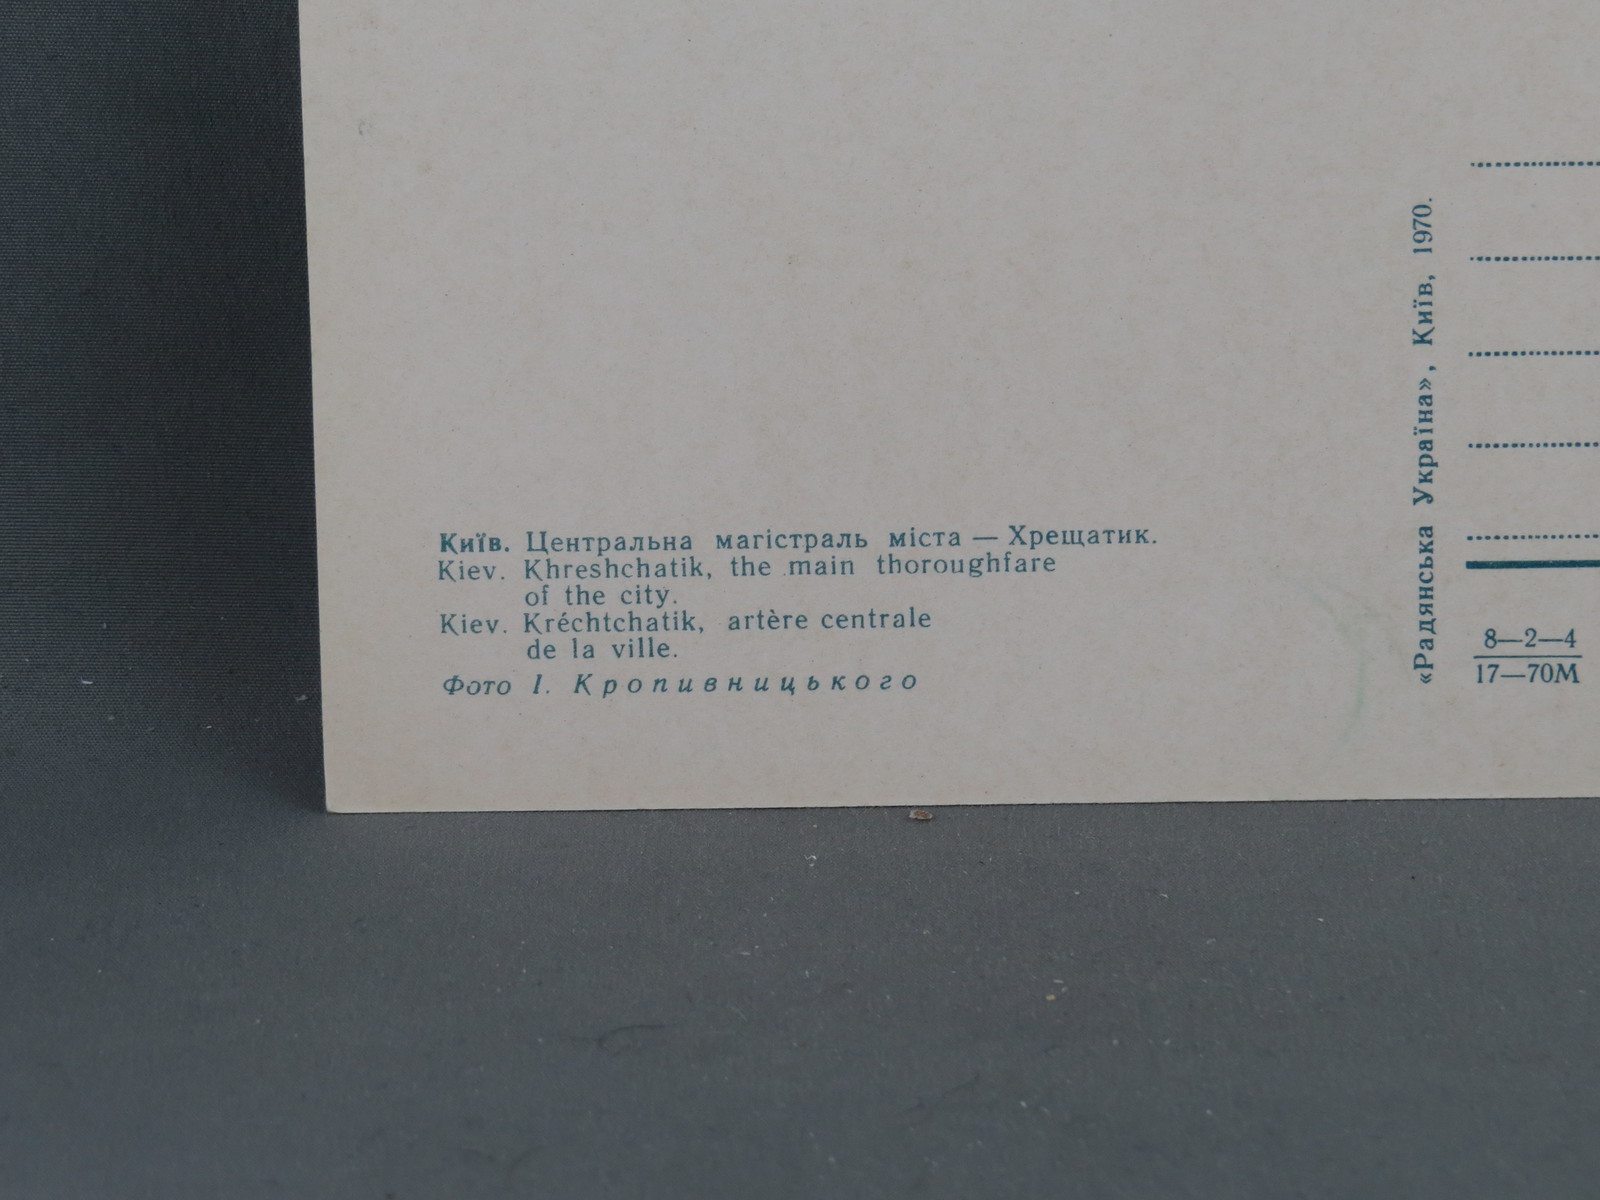 Київ. Центральна магістраль міста — Хрещатик.
Kiev. Khreshchatik, the main thoroughfare
of the city.
Kiev. Kréchtchatik, artère centrale
de la ville.
Фото І. Кропивницького
«Радянська Україна», Київ, 1970.
8—2—4
17—70М